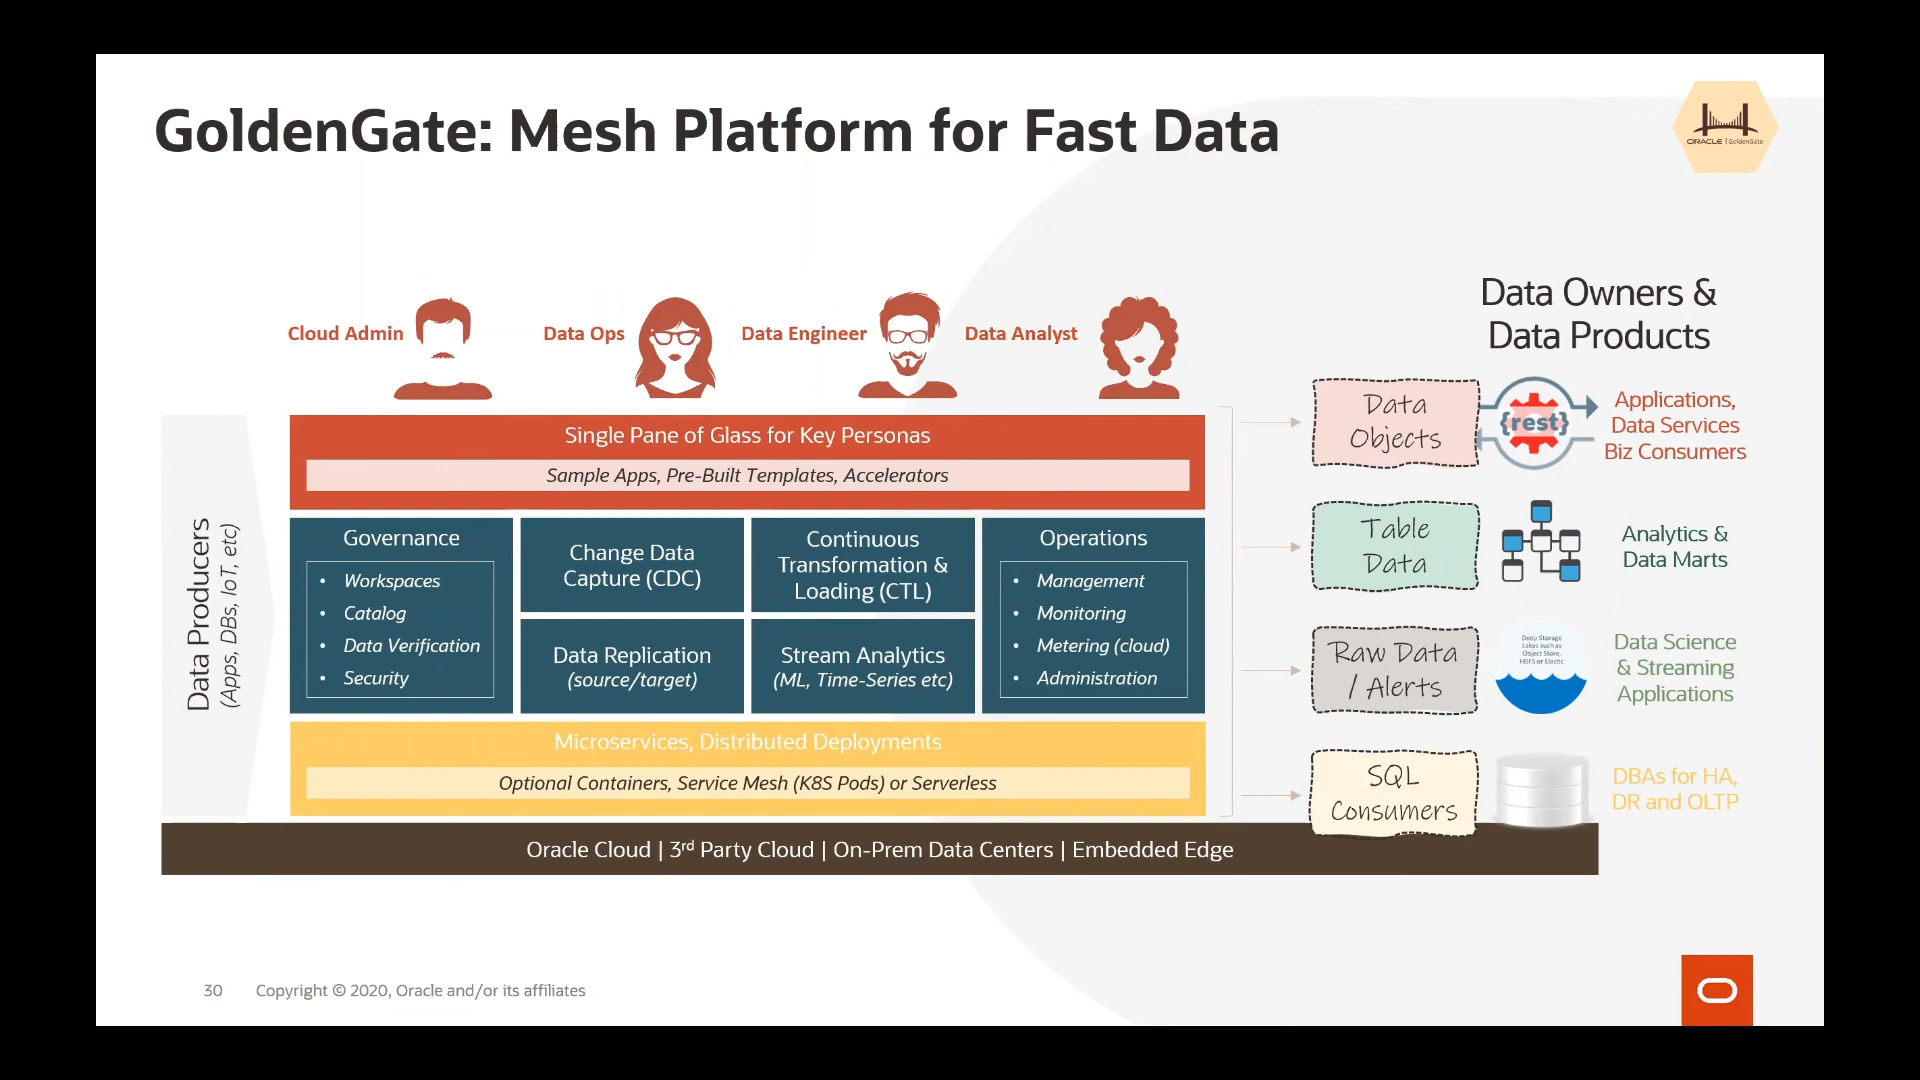 GoldenGate: Mesh Platform for Fast Data
ORACLE | GoldenGate
Data Owners &
Data Products
Cloud Admin
Data Ops
Data Engineer
Data Analyst
Data Producers
(Apps, DBs, IoT, etc)
Single Pane of Glass for Key Personas
Sample Apps, Pre-Built Templates, Accelerators
Governance
• Workspaces
• Catalog
• Data Verification
• Security
Change Data
Capture (CDC)
Continuous
Transformation &
Loading (CTL)
Data Replication
(source/target)
Stream Analytics
(ML, Time-Series etc)
Operations
• Management
• Monitoring
• Metering (cloud)
• Administration
Microservices, Distributed Deployments
Optional Containers, Service Mesh (K8S Pods) or Serverless
Oracle Cloud | 3rd Party Cloud | On-Prem Data Centers | Embedded Edge
Data
Objects
{rest}
Applications,
Data Services
Biz Consumers
Table
Data
Analytics &
Data Marts
Raw Data
/ Alerts
Deep Storage
Lakes such as
Object Store,
HDFS or Elastic
Data Science
& Streaming
Applications
SQL
Consumers
DBAs for HA,
DR and OLTP
30 Copyright © 2020, Oracle and/or its affiliates